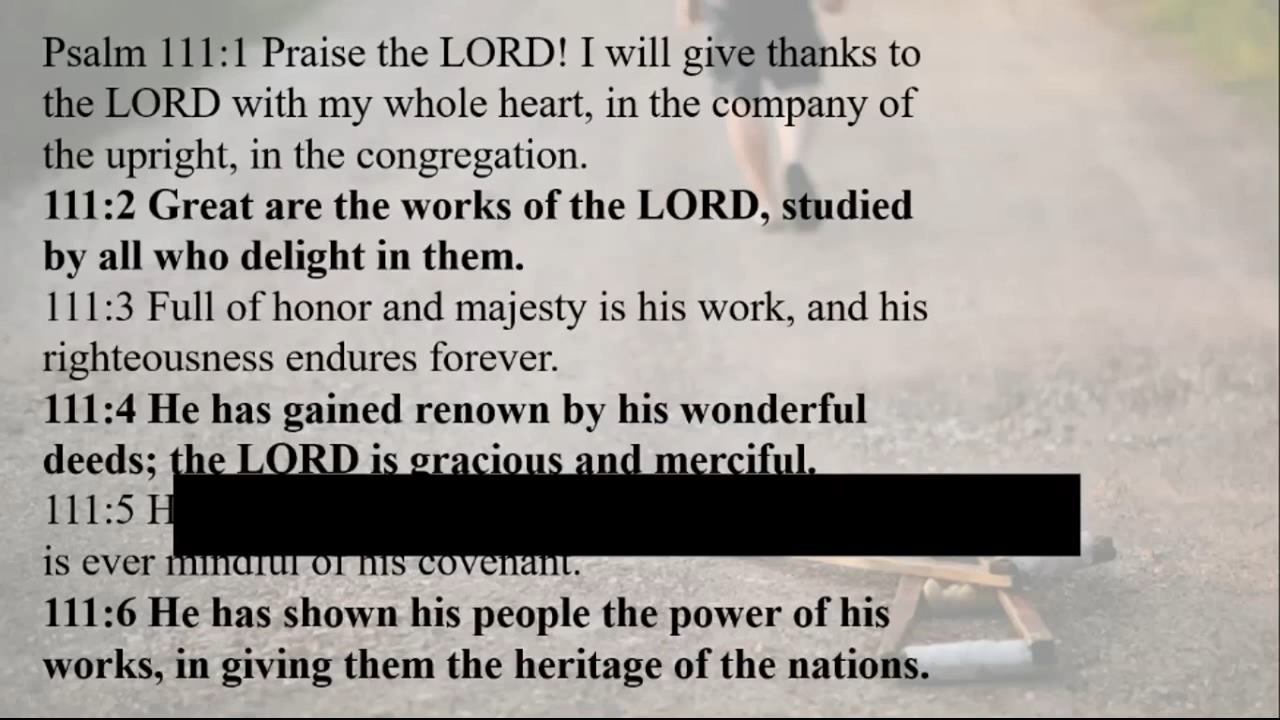 Psalm 111:1 Praise the LORD! I will give thanks to
the LORD with my whole heart, in the company of
the upright, in the congregation.
111:2 Great are the works of the LORD, studied
by all who delight in them.
111:3 Full of honor and majesty is his work, and his
righteousness endures forever.
111:4 He has gained renown by his wonderful
deeds; the LORD is gracious and merciful.
111:5
is ever mindful of his covenant.
111:6 He has shown his people the power of his
works, in giving them the heritage of the nations.